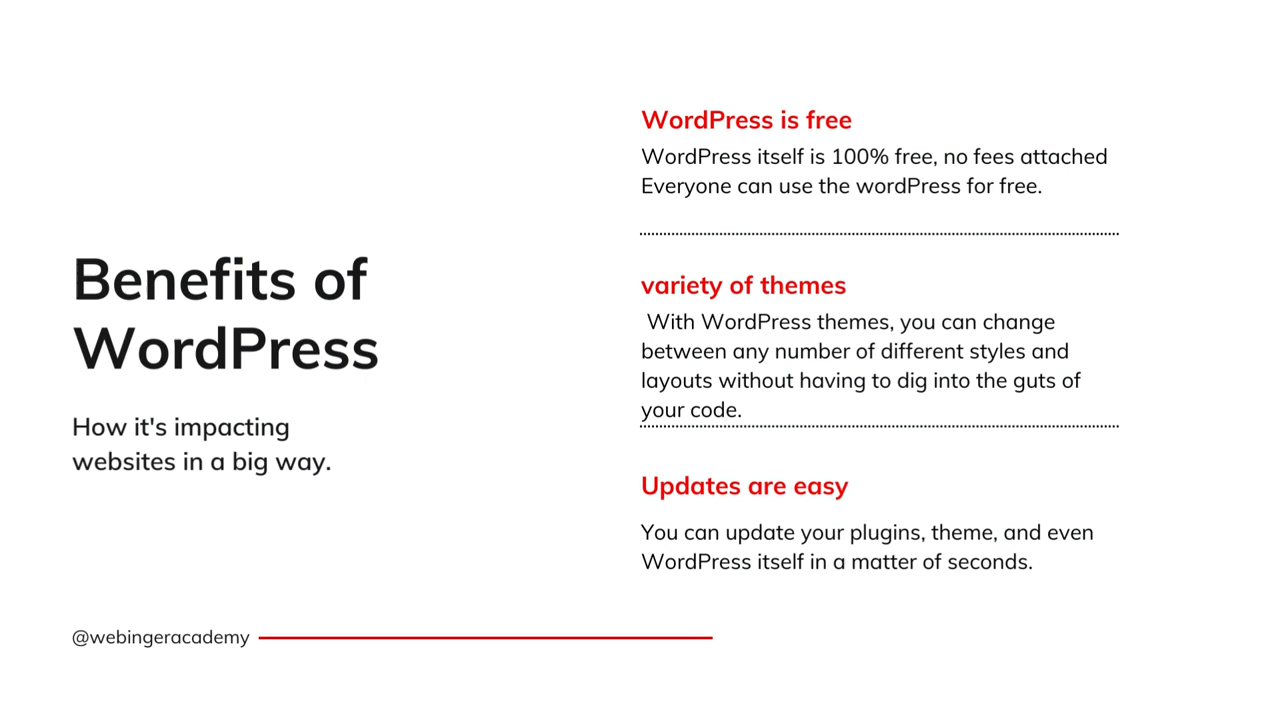 Benefits of
WordPress
How it's impacting
websites in a big way.
WordPress is free
WordPress itself is 100% free, no fees attached
Everyone can use the wordPress for free.
variety of themes
With WordPress themes, you can change
between any number of different styles and
layouts without having to dig into the guts of
your code.
Updates are easy
You can update your plugins, theme, and even
WordPress itself in a matter of seconds.
@webingeracademy